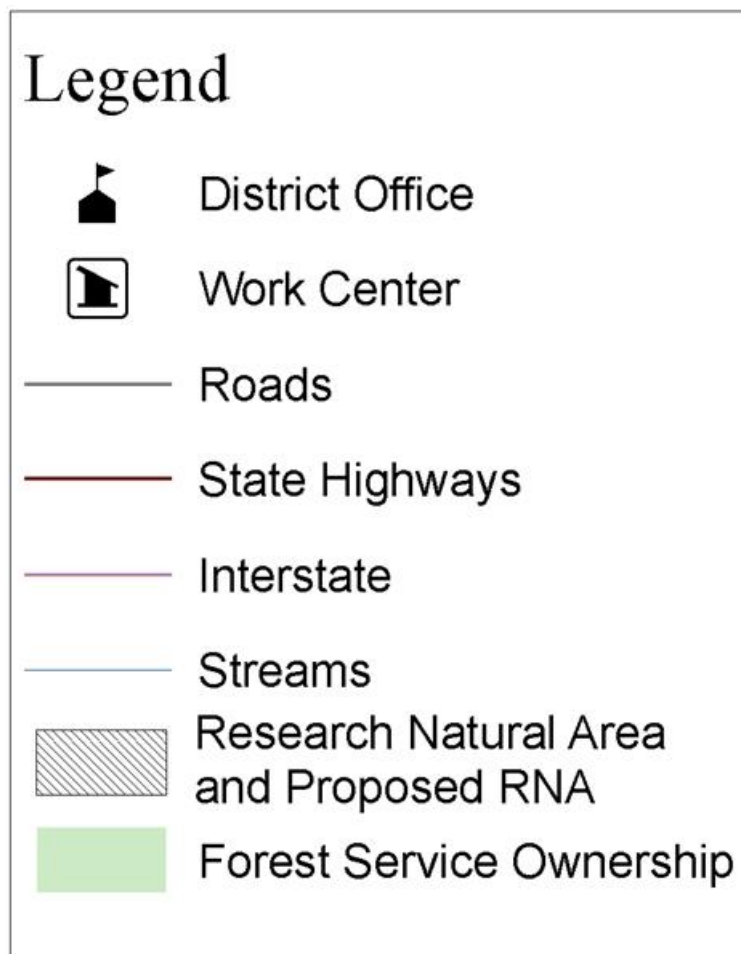 Legend
District Office
Work Center
Roads
State Highways
Interstate
Streams
Research Natural Area
and Proposed RNA
Forest Service Ownership